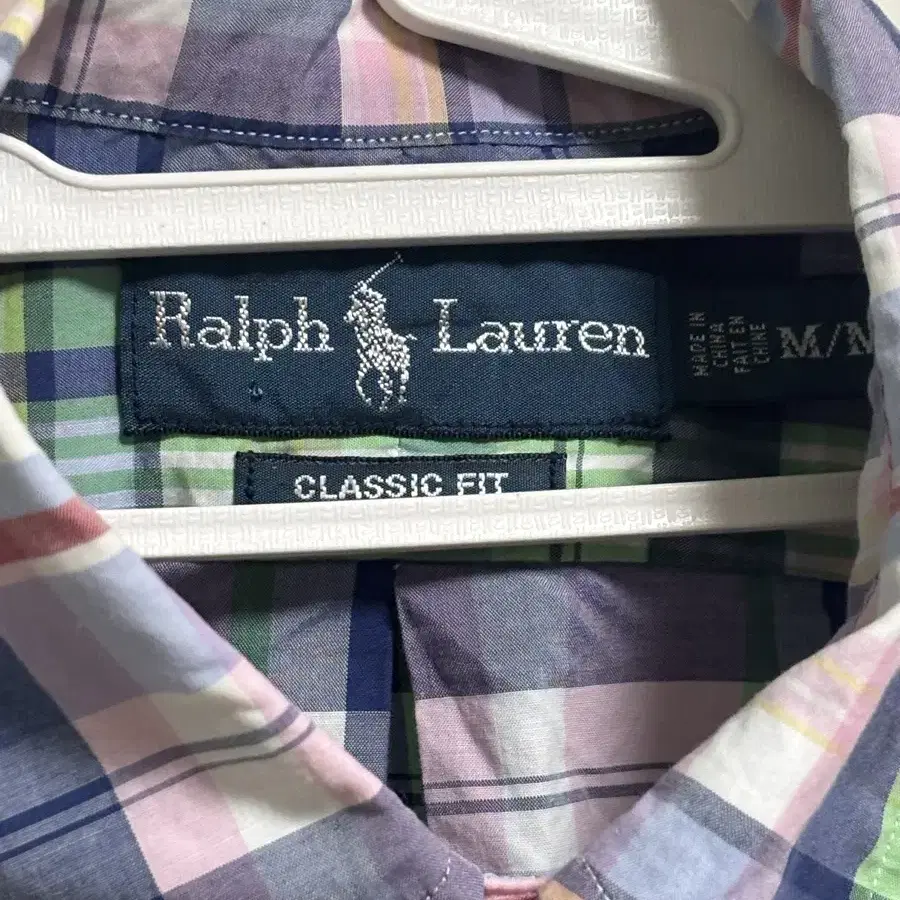 Ralph Lauren
MADE IN
CHINA
FAIT EN
CHINE
M/M
CLASSIC FIT